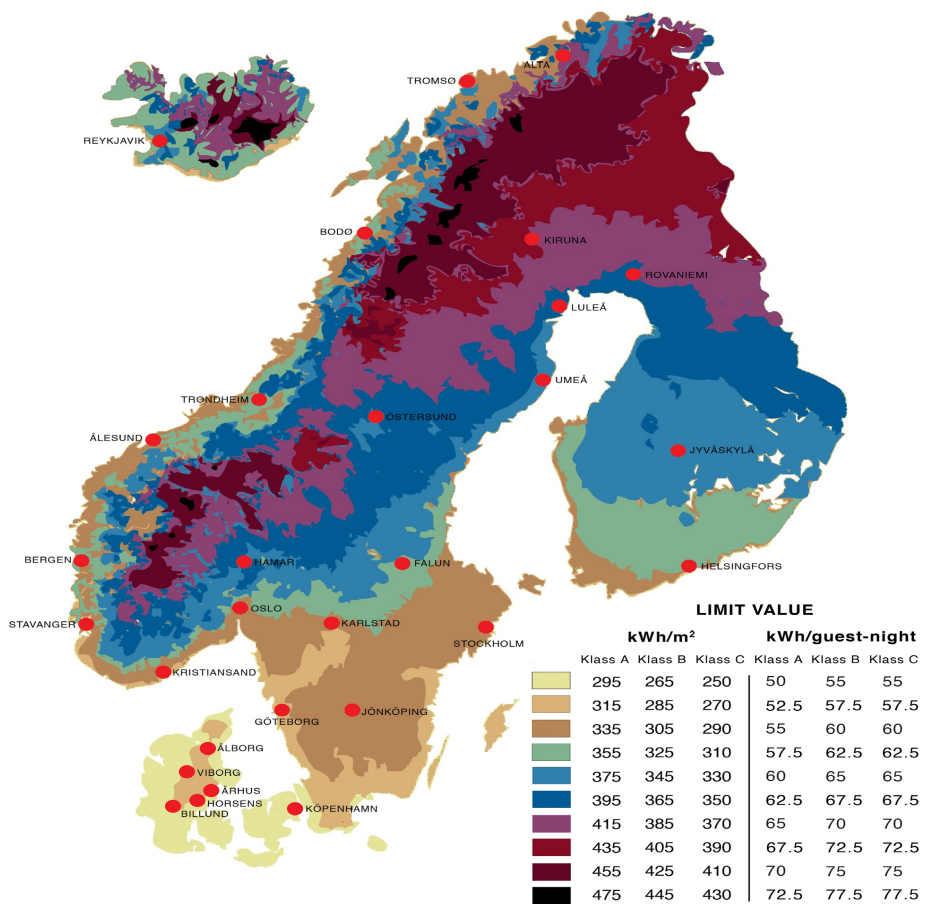 ALTA
TROMSØ
REYKJAVIK
BODØ
KIRUNA
ROVANIEMI
LULEÅ
UMEÅ
TRONDHEIM
ÖSTERSUND
ÅLESUND
JYVÄSKYLÄ
BERGEN
HAMAR
FALUN
HELSINGFORS
OSLO
STAVANGER
KARLSTAD
STOCKHOLM
KRISTIANSAND
GÖTEBORG
JÖNKÖPING
ÅLBORG
VIBORG
ÅRHUS
HORSENS
BILLUND
KÖPENHAMN
LIMIT VALUE
kWh/m² kWh/guest-night
Klass A Klass B Klass C Klass A Klass B Klass C
295 265 250 50 55 55
315 285 270 52.5 57.5 57.5
335 305 290 55 60 60
355 325 310 57.5 62.5 62.5
375 345 330 60 65 65
395 365 350 62.5 67.5 67.5
415 385 370 65 70 70
435 405 390 67.5 72.5 72.5
455 425 410 70 75 75
475 445 430 72.5 77.5 77.5